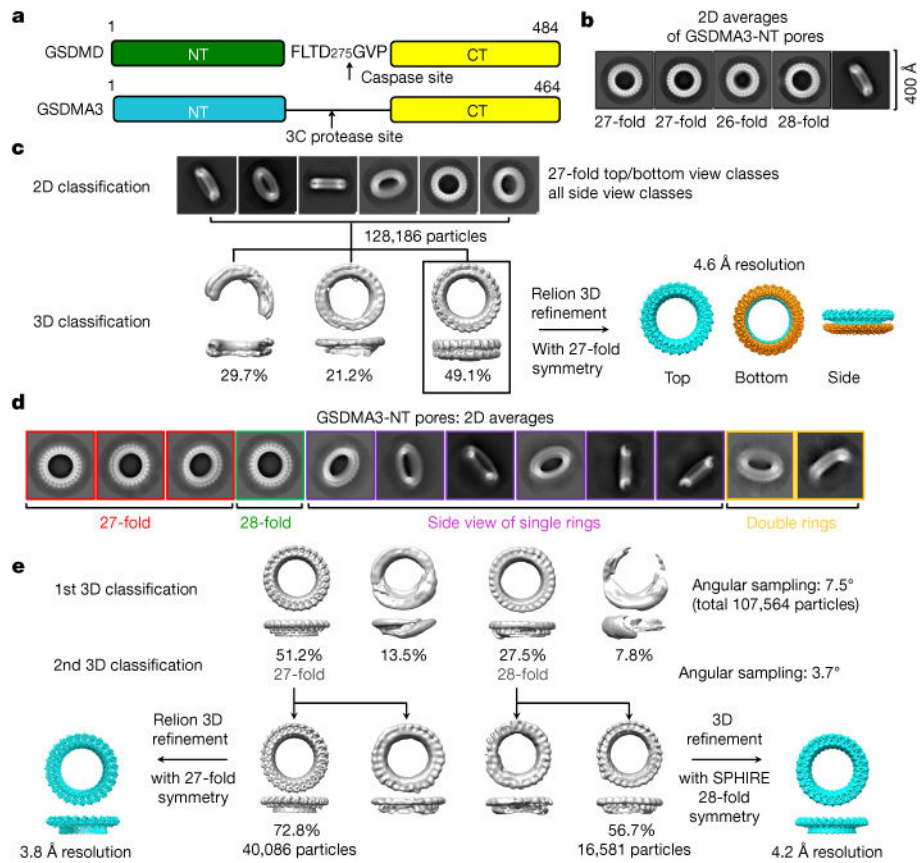 a
1
484
GSDMD
NT
FLTD275GVP
CT
Caspase site
1
464
GSDMA3
NT
CT
3C protease site
b
2D averages
of GSDMA3-NT pores
400 Å
27-fold
27-fold
26-fold
28-fold
c
2D classification
27-fold top/bottom view classes
all side view classes
128,186 particles
3D classification
29.7%
21.2%
49.1%
Relion 3D
refinement
With 27-fold
symmetry
4.6 Å resolution
Top
Bottom
Side
d
GSDMA3-NT pores: 2D averages
27-fold
28-fold
Side view of single rings
Double rings
e
1st 3D classification
Angular sampling: 7.5°
(total 107,564 particles)
51.2%
13.5%
27.5%
7.8%
2nd 3D classification
27-fold
28-fold
Angular sampling: 3.7°
Relion 3D
refinement
with 27-fold
symmetry
3D
refinement
with SPHIRE
28-fold
symmetry
72.8%
40,086 particles
56.7%
16,581 particles
3.8 Å resolution
4.2 Å resolution